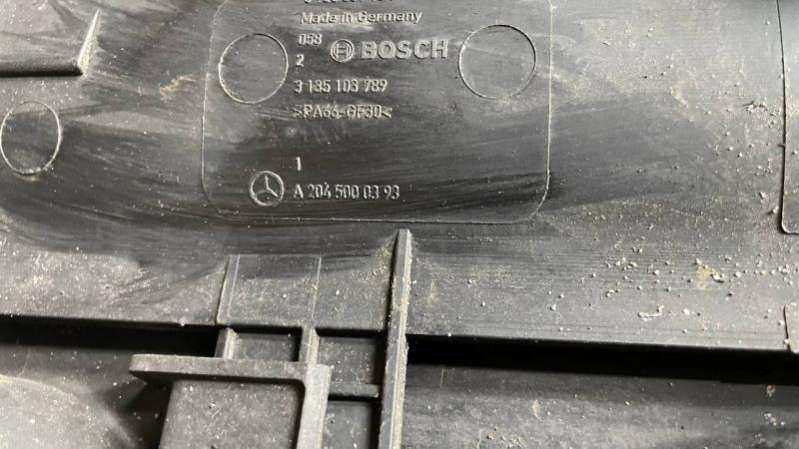 Made in Germany
058
BOSCH
2
3 135 103 789
>PA66-GF30<
1
A 204 500 03 93